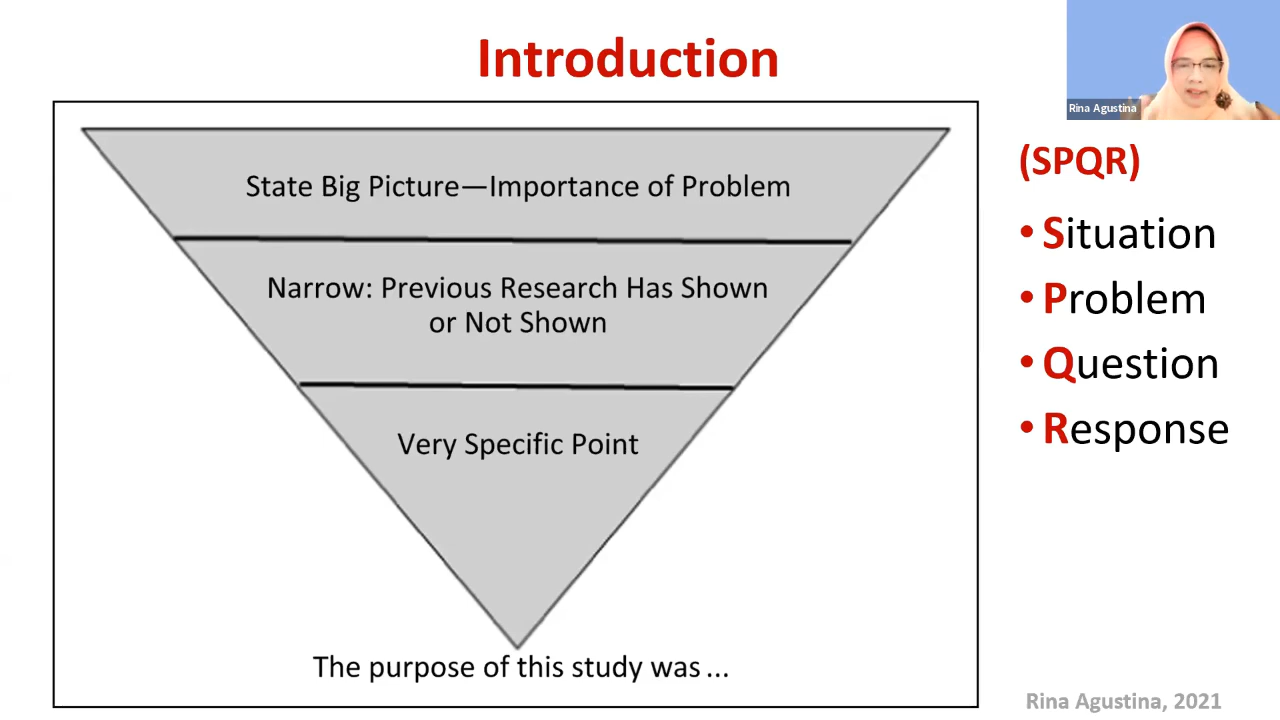 Introduction
Rina Agustina
State Big Picture—Importance of Problem
Narrow: Previous Research Has Shown
or Not Shown
Very Specific Point
The purpose of this study was ...
(SPQR)
• Situation
• Problem
• Question
• Response
Rina Agustina, 2021